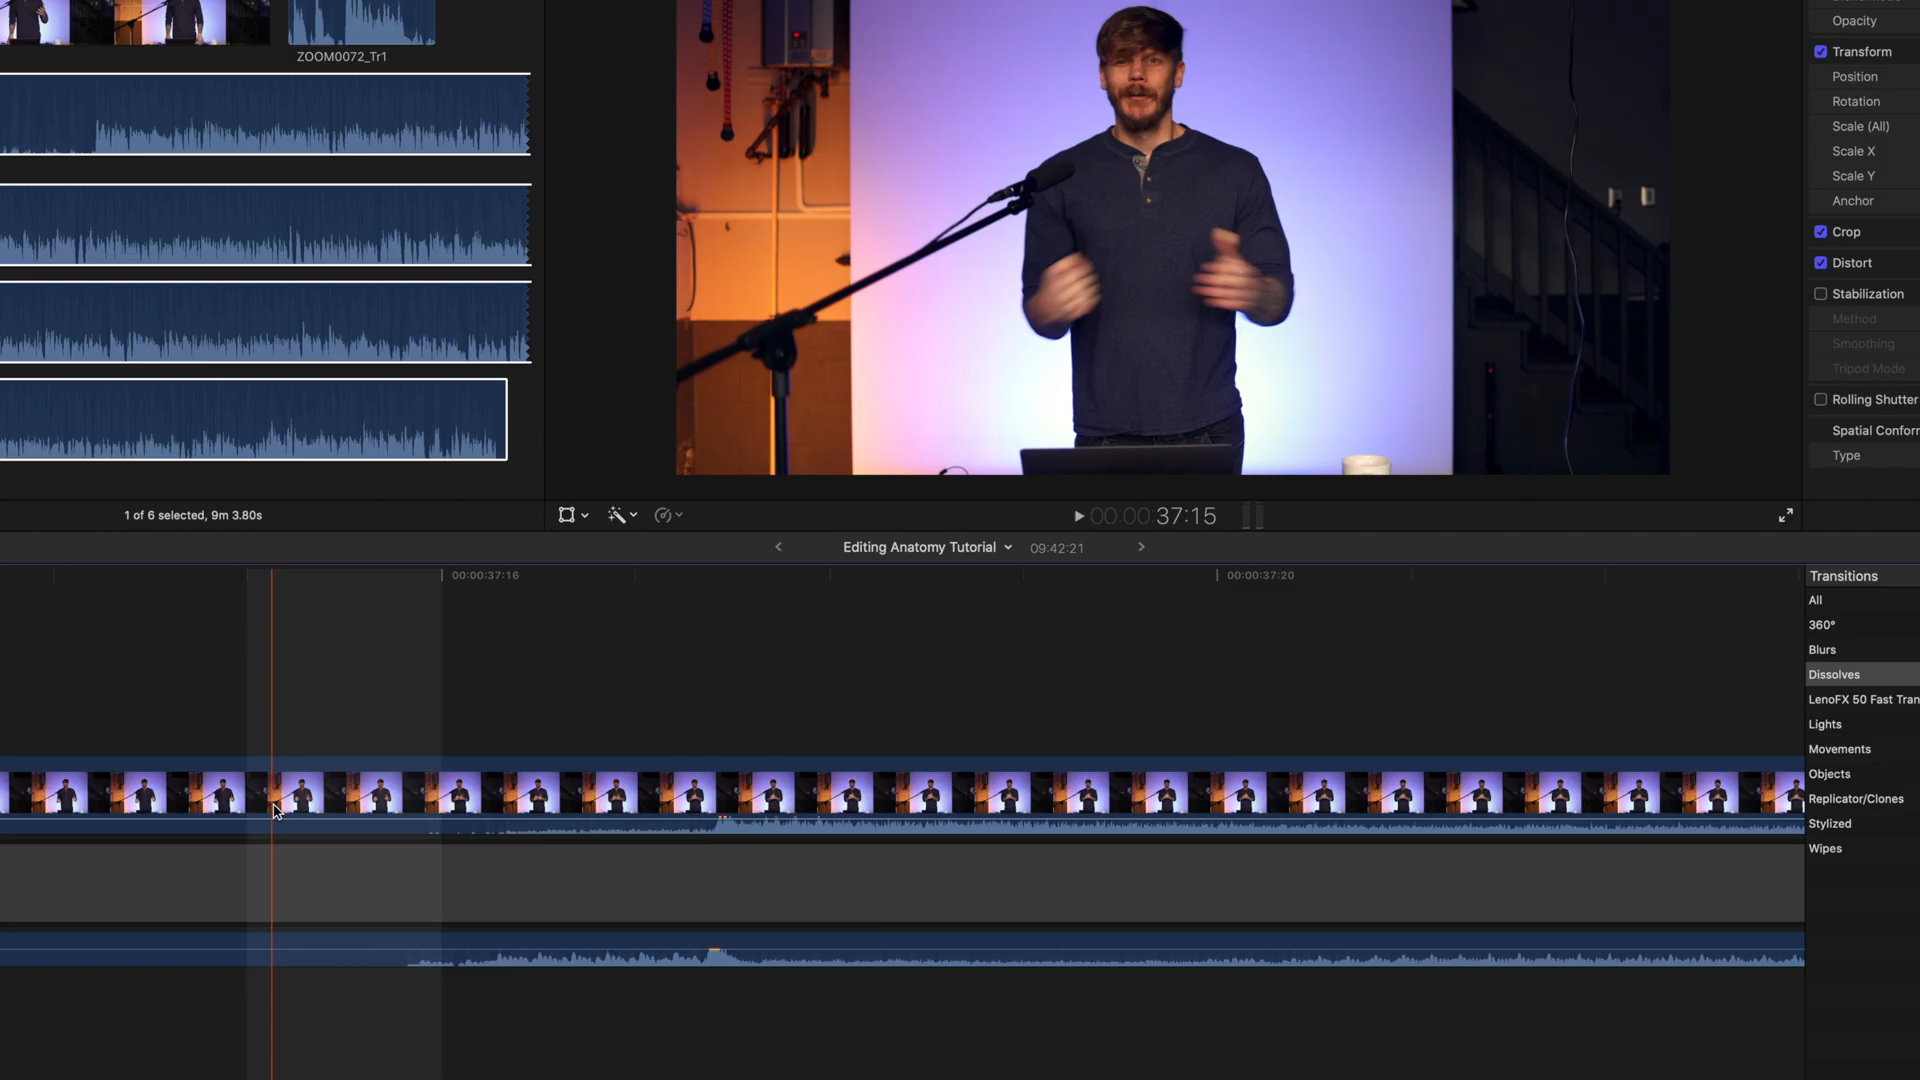 Opacity
ZOOM0072_Tr1
Transform
Position
Rotation
Scale (All)
Scale X
Scale Y
Anchor
Crop
Distort
Stabilization
Method
Smoothing
Tripod Mode
Rolling Shutter
Spatial Confor
Type
1 of 6 selected, 9m 3.80s
00:00:37:15
Editing Anatomy Tutorial
09:42:21
00:00:37:16
00:00:37:20
Transitions
All
360°
Blurs
Dissolves
LenoFX 50 Fast Tran
Lights
Movements
Objects
Replicator/Clones
Stylized
Wipes